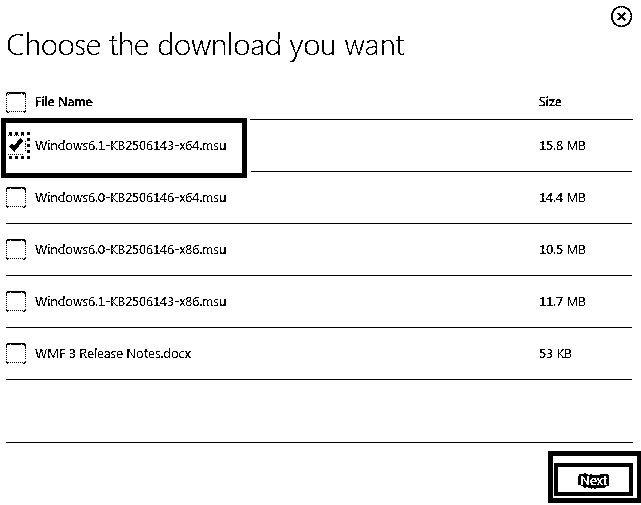 Choose the download you want
File Name Size
Windows6.1-KB2506143-x64.msu 15.8 MB
Windows6.0-KB2506146-x64.msu 14.4 MB
Windows6.0-KB2506146-x86.msu 10.5 MB
Windows6.1-KB2506143-x86.msu 11.7 MB
WMF 3 Release Notes.docx 53 KB
Next